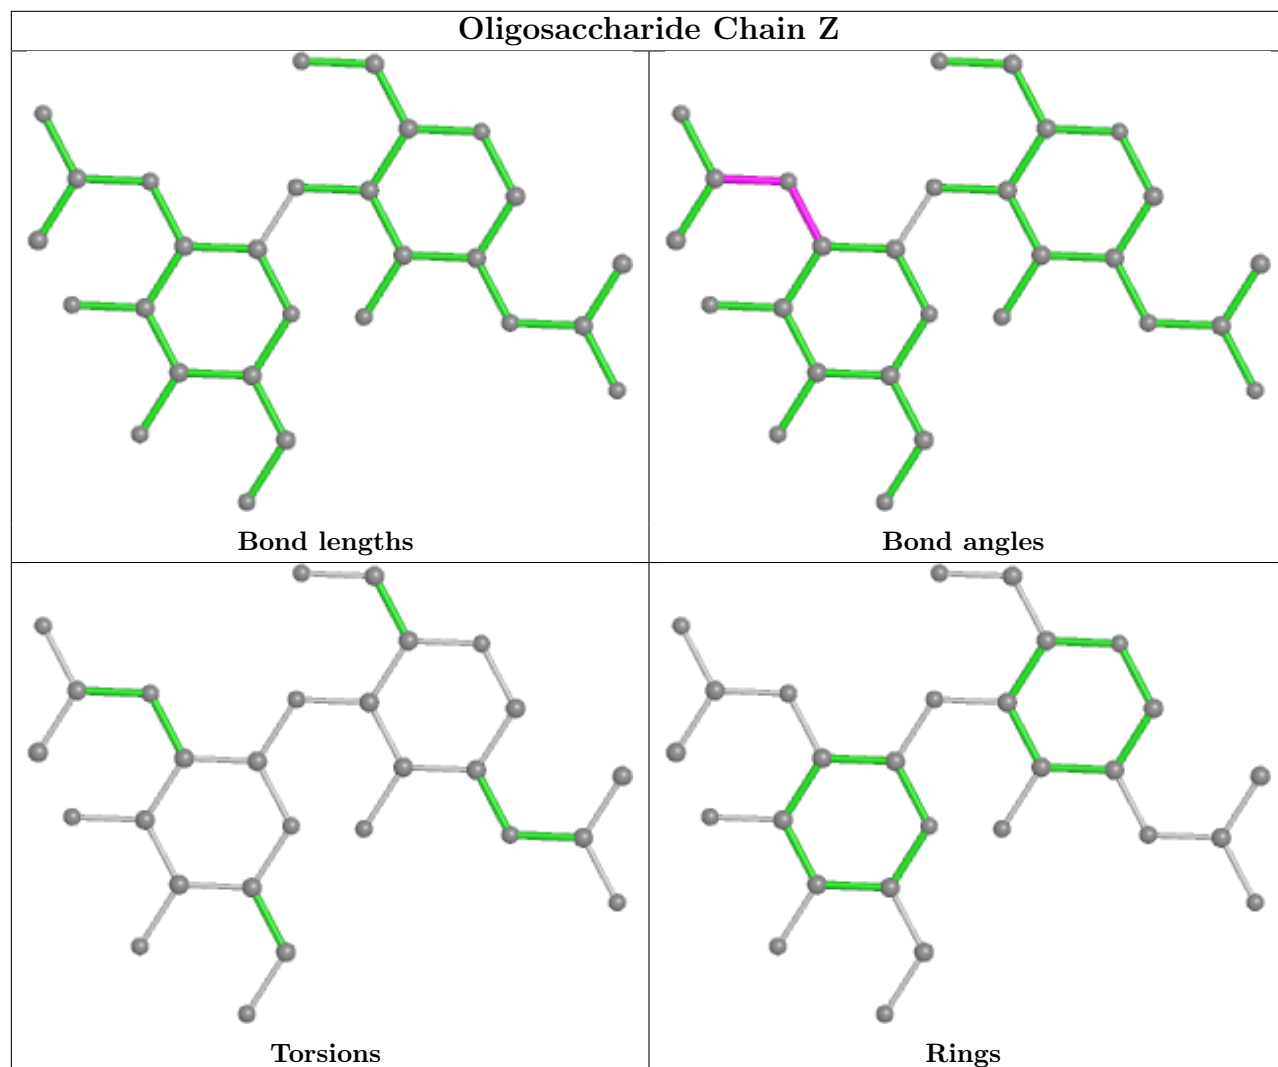 Oligosaccharide Chain Z
Bond lengths
Bond angles
Torsions
Rings